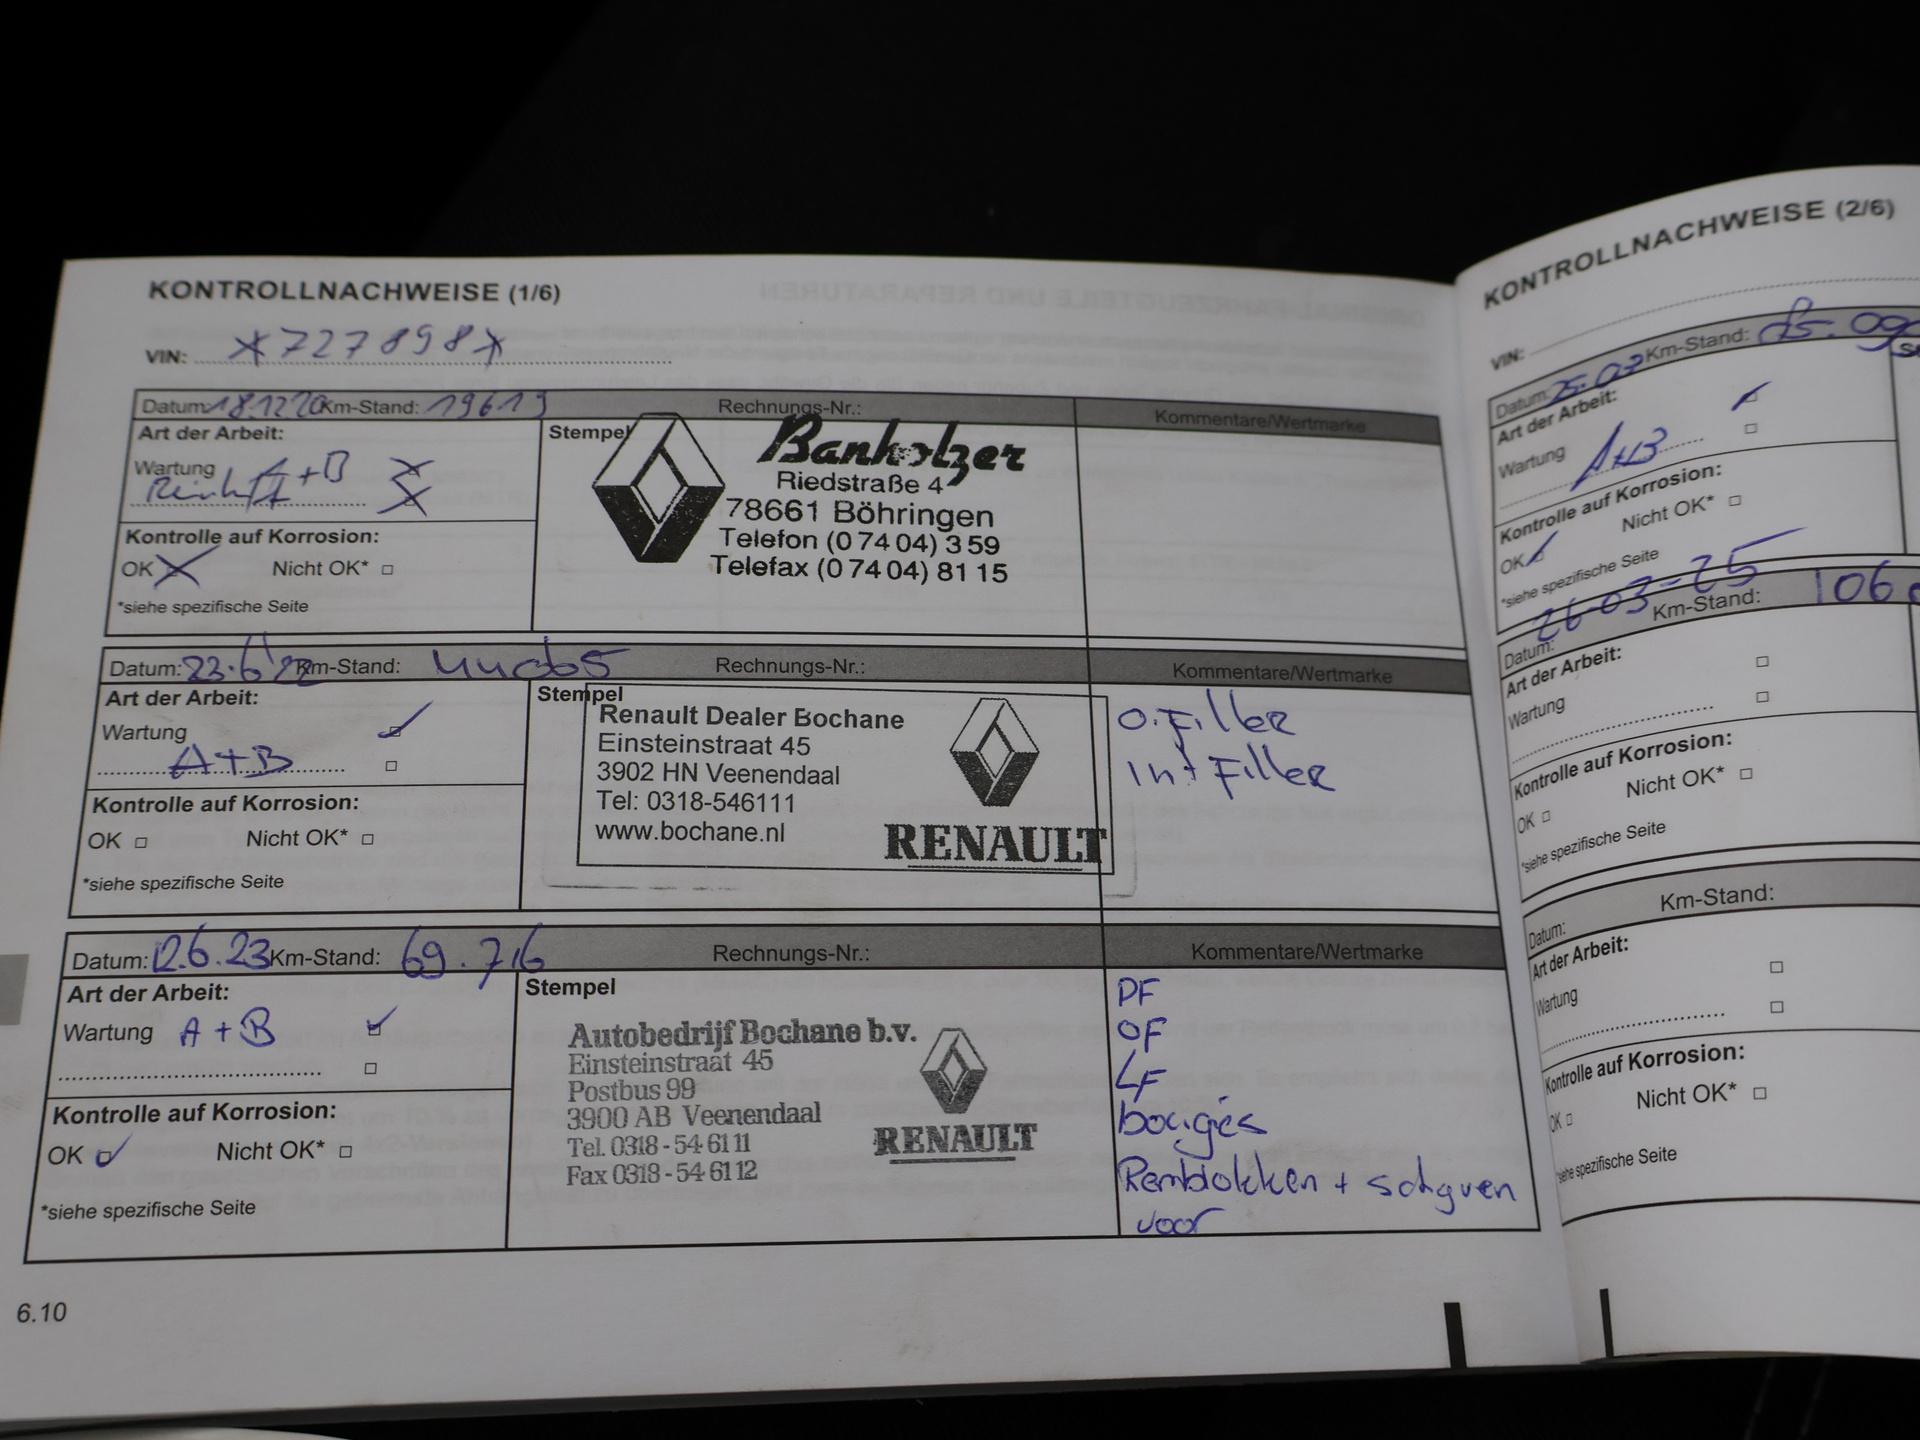 KONTROLLNACHWEISE (1/6)
VIN: *727898*
Datum: 18.12.20 Km-Stand: 19619 Rechnungs-Nr.: Kommentare/Wertmarke
Art der Arbeit:
Wartung A+B
Stempel
Banholzer
Riedstraße 4
78661 Böhringen
Telefon (0 74 04) 3 59
Telefax (0 74 04) 81 15
Kontrolle auf Korrosion:
OK Nicht OK*
*siehe spezifische Seite
Datum: 23.6.22 Km-Stand: Rechnungs-Nr.: Kommentare/Wertmarke
Art der Arbeit:
Wartung
A+B
Stempel
Renault Dealer Bochane
Einsteinstraat 45
3902 HN Veenendaal
Tel: 0318-546111
www.bochane.nl
RENAULT
O.Filter
Int Filter
Kontrolle auf Korrosion:
OK Nicht OK*
*siehe spezifische Seite
Datum: 12.6.23 Km-Stand: 69.716 Rechnungs-Nr.: Kommentare/Wertmarke
Art der Arbeit:
Wartung A+B
Stempel
Autobedrijf Bochane b.v.
Einsteinstraat 45
Postbus 99
3900 AB Veenendaal
Tel. 0318-54 61 11
Fax 0318-54 61 12
RENAULT
PF
OF
LF
bougies
Remblokken + schyven
voor
Kontrolle auf Korrosion:
OK Nicht OK*
*siehe spezifische Seite
6.10
KONTROLLNACHWEISE (2/6)
VIN:
Datum: 25-07 Km-Stand:
Art der Arbeit:
Wartung A+B
Kontrolle auf Korrosion:
OK Nicht OK*
*siehe spezifische Seite
26-03-25
Datum: Km-Stand: 106
Art der Arbeit:
Wartung
Kontrolle auf Korrosion:
OK Nicht OK*
*siehe spezifische Seite
Datum: Km-Stand:
Art der Arbeit:
Wartung
Kontrolle auf Korrosion:
OK Nicht OK*
*siehe spezifische Seite